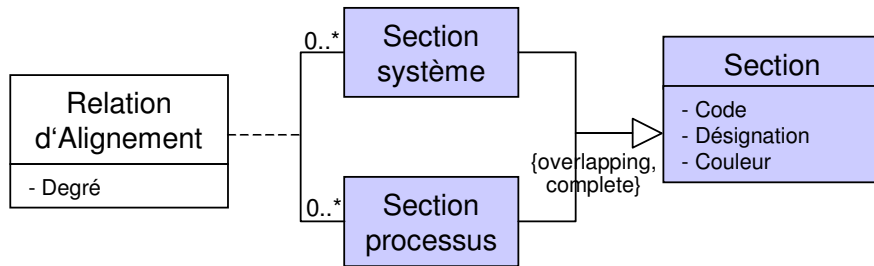 Relation
d‘Alignement
- Degré
0..*
Section
système
0..*
Section
processus
{overlapping,
complete}
Section
- Code
- Désignation
- Couleur